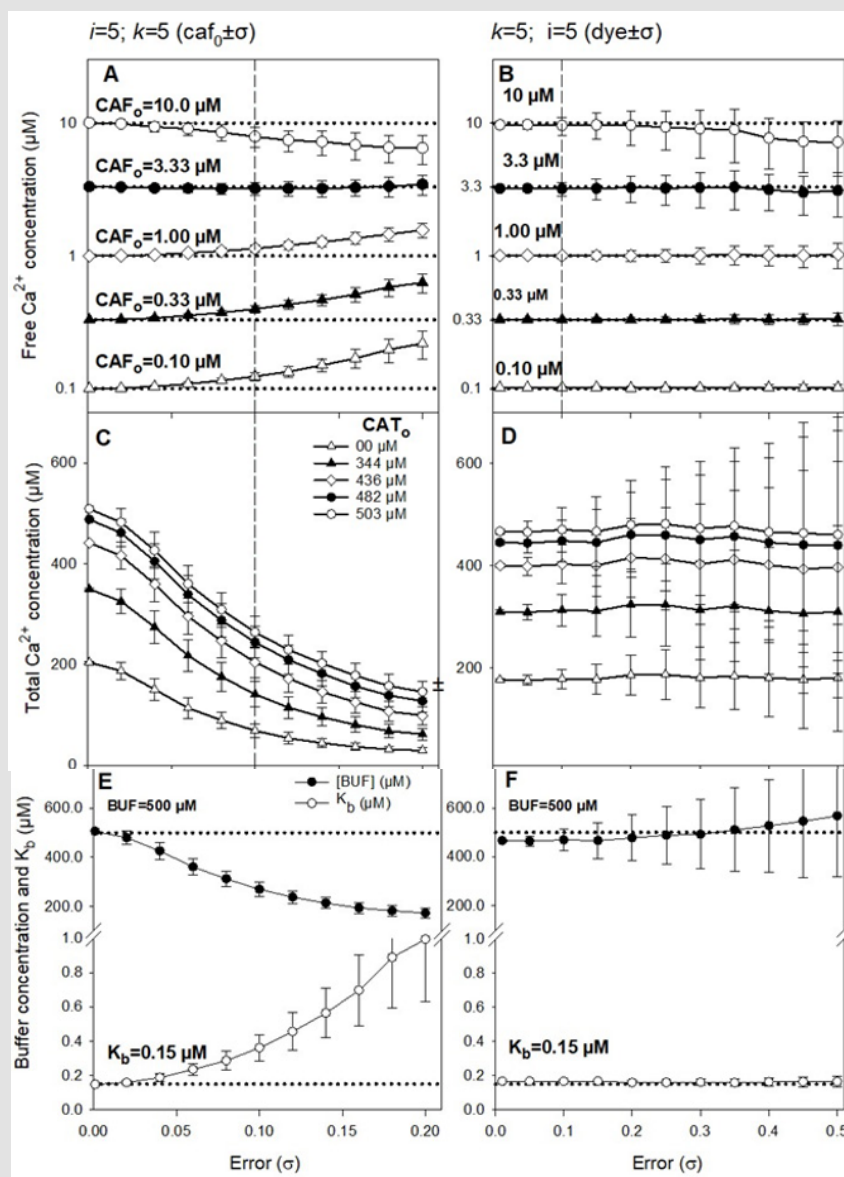 i=5; k=5 (caf₀±σ)
k=5; i=5 (dye±σ)
A
CAFₒ=10.0 µM
10
CAFₒ=3.33 µM
CAFₒ=1.00 µM
1
CAFₒ=0.33 µM
CAFₒ=0.10 µM
0.1
Free Ca²⁺ concentration (µM)
B
10 µM
10
3.3 µM
3.3
1.00 µM
1
0.33 µM
0.33
0.10 µM
0.1
C
CATₒ
00 µM
344 µM
436 µM
482 µM
503 µM
600
400
200
0
Total Ca²⁺ concentration (µM)
D
600
400
200
E
[BUF] (µM)
K_b (µM)
BUF=500 µM
600.0
400.0
200.0
1.0
0.8
0.6
0.4
K_b=0.15 µM
0.2
0.0
Buffer concentration and K_b (µM)
0.00 0.05 0.10 0.15 0.20
Error (σ)
F
BUF=500 µM
600.0
400.0
200.0
1.0
0.8
0.6
0.4
K_b=0.15 µM
0.2
0.0
0.0 0.1 0.2 0.3 0.4 0.5
Error (σ)